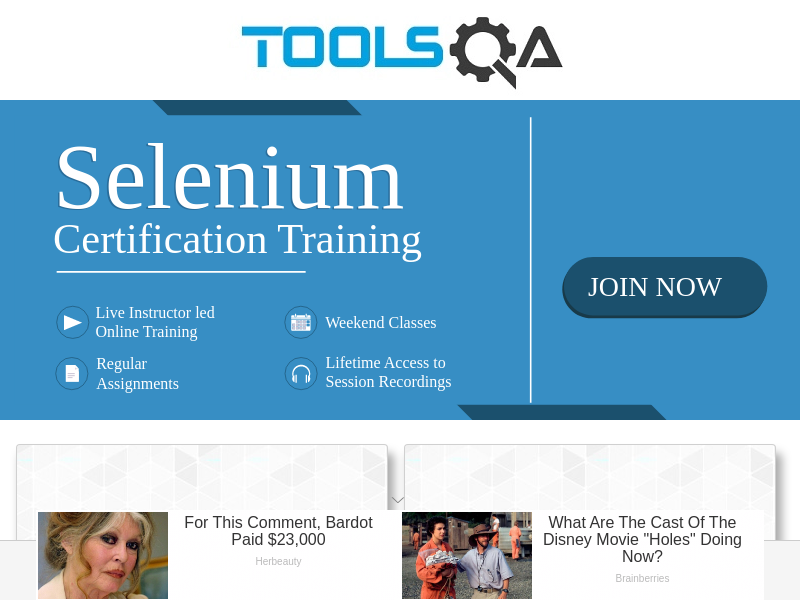 TOOLSQA
Selenium
Certification Training
Live Instructor led
Online Training
Weekend Classes
Regular
Assignments
Lifetime Access to
Session Recordings
JOIN NOW
For This Comment, Bardot
Paid $23,000
Herbeauty
What Are The Cast Of The
Disney Movie "Holes" Doing
Now?
Brainberries